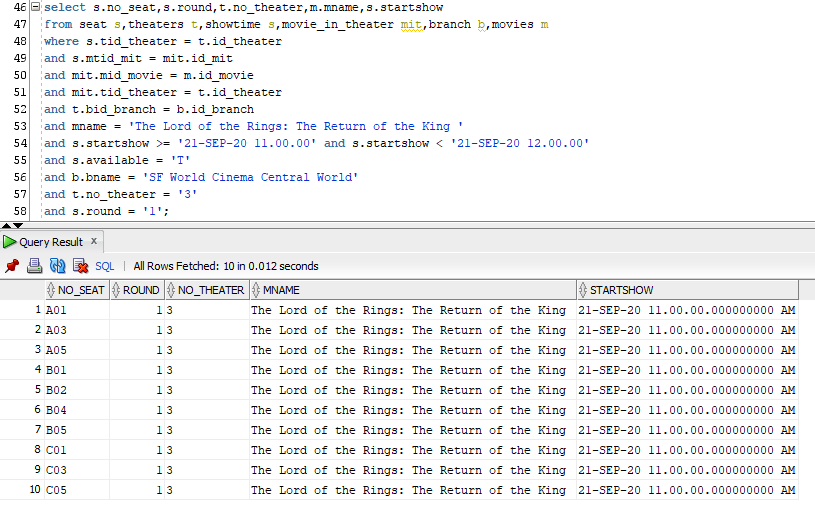 46 select s.no_seat,s.round,t.no_theater,m.mname,s.startshow
47 from seat s,theaters t,showtime s,movie_in_theater mit,branch b,movies m
48 where s.tid_theater = t.id_theater
49 and s.mtid_mit = mit.id_mit
50 and mit.mid_movie = m.id_movie
51 and mit.tid_theater = t.id_theater
52 and t.bid_branch = b.id_branch
53 and mname = 'The Lord of the Rings: The Return of the King '
54 and s.startshow >= '21-SEP-20 11.00.00' and s.startshow < '21-SEP-20 12.00.00'
55 and s.available = 'T'
56 and b.bname = 'SF World Cinema Central World'
57 and t.no_theater = '3'
58 and s.round = '1';
Query Result x
SQL | All Rows Fetched: 10 in 0.012 seconds
NO_SEAT ROUND NO_THEATER MNAME STARTSHOW
1 A01 1 3 The Lord of the Rings: The Return of the King 21-SEP-20 11.00.00.000000000 AM
2 A03 1 3 The Lord of the Rings: The Return of the King 21-SEP-20 11.00.00.000000000 AM
3 A05 1 3 The Lord of the Rings: The Return of the King 21-SEP-20 11.00.00.000000000 AM
4 B01 1 3 The Lord of the Rings: The Return of the King 21-SEP-20 11.00.00.000000000 AM
5 B02 1 3 The Lord of the Rings: The Return of the King 21-SEP-20 11.00.00.000000000 AM
6 B04 1 3 The Lord of the Rings: The Return of the King 21-SEP-20 11.00.00.000000000 AM
7 B05 1 3 The Lord of the Rings: The Return of the King 21-SEP-20 11.00.00.000000000 AM
8 C01 1 3 The Lord of the Rings: The Return of the King 21-SEP-20 11.00.00.000000000 AM
9 C03 1 3 The Lord of the Rings: The Return of the King 21-SEP-20 11.00.00.000000000 AM
10 C05 1 3 The Lord of the Rings: The Return of the King 21-SEP-20 11.00.00.000000000 AM